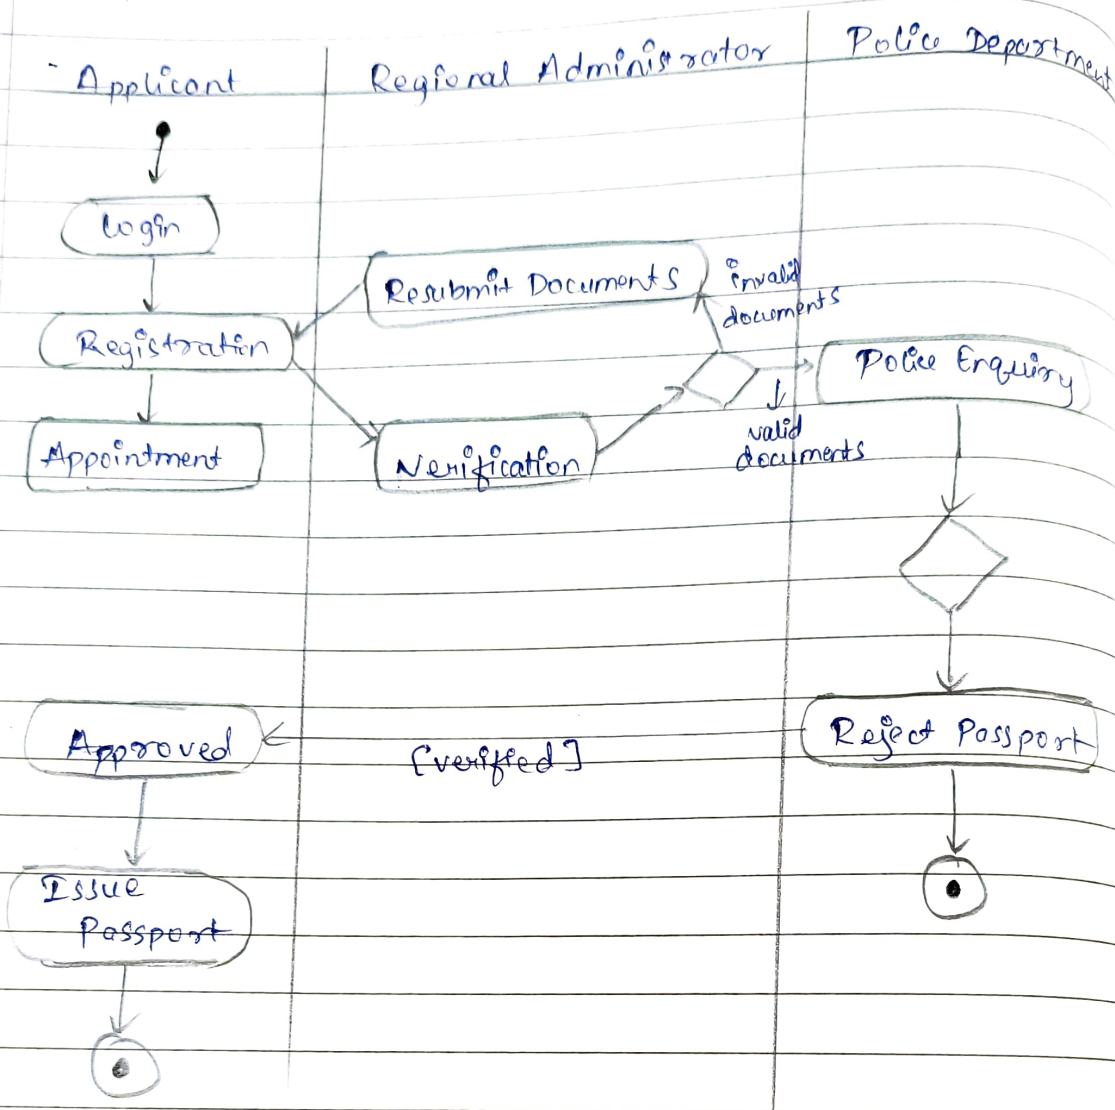 Applicant
Regional Administrator
Police Department
Login
Resubmit Documents
invalid
documents
Registration
Police Enquiry
valid
documents
Appointment
Verification
Approved
[verified]
Reject Passport
Issue
Passport